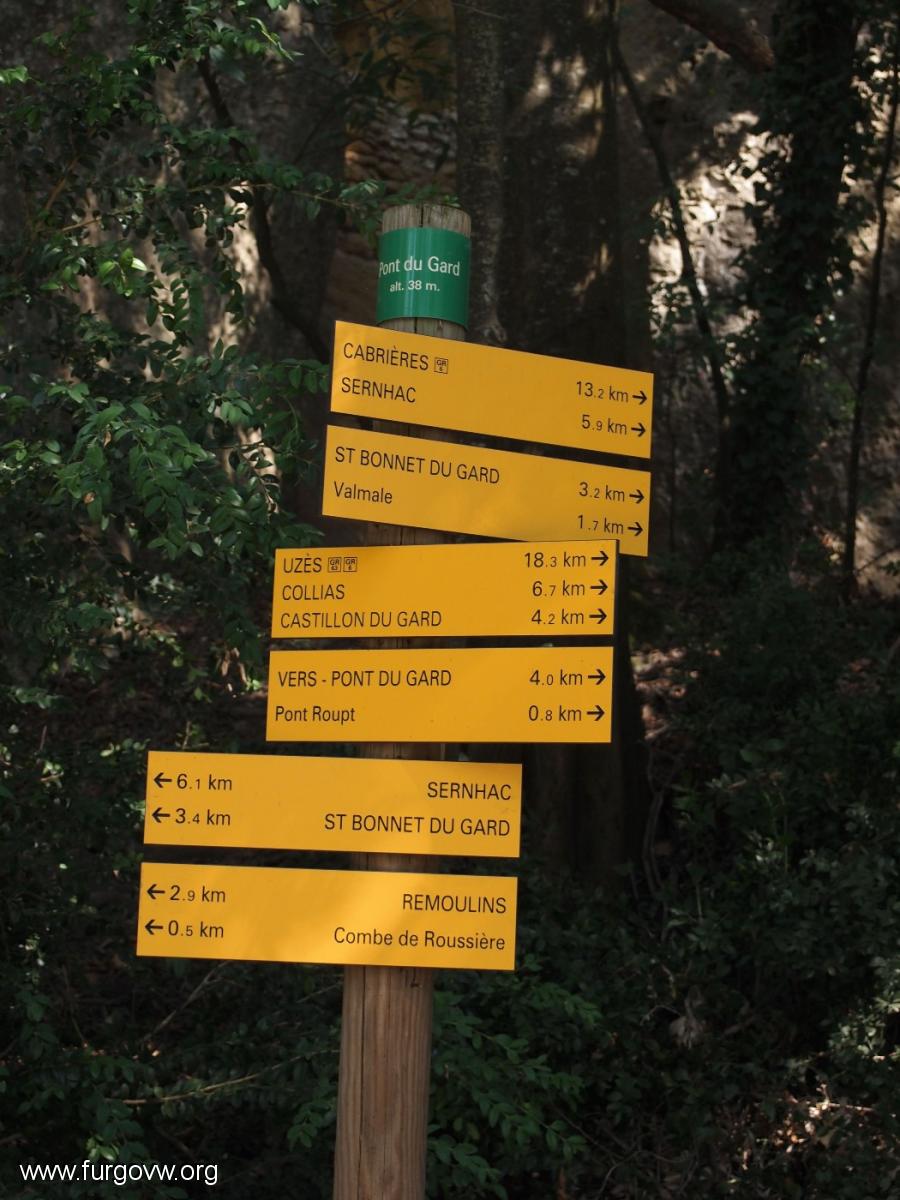 Pont du Gard
alt. 38 m.
CABRIÈRES GR 6 13.2 km →
SERNHAC 5.9 km →
ST BONNET DU GARD 3.2 km →
Valmale 1.7 km →
UZÈS GR 63 GR 6 18.3 km →
COLLIAS 6.7 km →
CASTILLON DU GARD 4.2 km →
VERS - PONT DU GARD 4.0 km →
Pont Roupt 0.8 km →
← 6.1 km SERNHAC
← 3.4 km ST BONNET DU GARD
← 2.9 km REMOULINS
← 0.5 km Combe de Roussière
www.furgovw.org